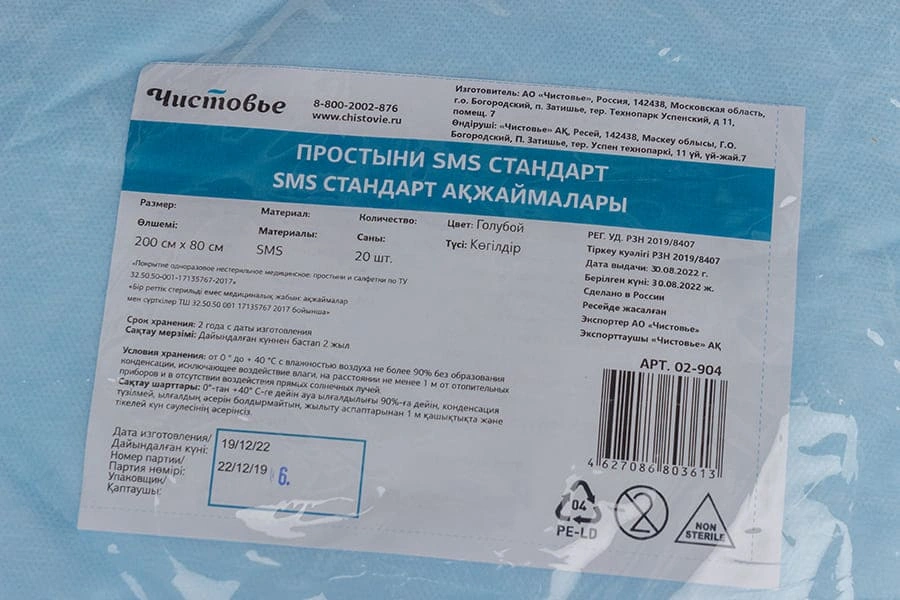 Чистовье
8-800-2002-876
www.chistovie.ru
Изготовитель: АО «Чистовье», Россия, 142438, Московская область,
г.о. Богородский, п. Затишье, тер. Технопарк Успенский, д 11,
помещ. 7
Өндіруші: «Чистовье» АҚ, Ресей, 142438, Мәскеу облысы, Г.О.
Богородский, П. Затишье, тер. Успен технопаркі, 11 үй, үй-жай.7
ПРОСТЫНИ SMS СТАНДАРТ
SMS СТАНДАРТ АҚЖАЙМАЛАРЫ
Размер:
Өлшемі:
200 см х 80 см
Материал:
Материалы:
SMS
Количество:
Саны:
20 шт.
Цвет: Голубой
Түсі: Көгілдір
РЕГ. УД. РЗН 2019/8407
Тіркеу куәлігі РЗН 2019/8407
Дата выдачи: 30.08.2022 г.
Берілген күні: 30.08.2022 ж.
Сделано в России
Ресейде жасалған
Экспортер АО «Чистовье»
Экспорттаушы «Чистовье» АҚ
«Покрытие одноразовое нестерильное медицинское: простыни и салфетки по ТУ
32.50.50-001-17135767-2017»
«Бір реттік стерильді емес медициналық жабын: ақжаймалар
мен сүрткілер ТШ 32.50.50 001 17135767 2017 бойынша»
Срок хранения: 2 года с даты изготовления
Сақтау мерзімі: Дайындалған күннен бастап 2 жыл
Условия хранения: от 0 ° до + 40 °С с влажностью воздуха не более 90% без образования
конденсации, исключающее воздействие влаги, на расстоянии не менее 1 м от отопительных
приборов и в отсутствии воздействия прямых солнечных лучей.
Сақтау шарттары: 0°-тан +40° С-ге дейін ауа ылғалдылығы 90%-ға дейін, конденсация
түзілмей, ылғалдың әсерін болдырмайтын, жылыту аспаптарынан 1 м қашықтықта және
тікелей күн сәулесінің әсерінсіз.
АРТ. 02-904
4 627086 803613
Дата изготовления/
Дайындалған күні:
Номер партии/
Партия нөмірі:
Упаковщик/
Қаптаушы:
19/12/22
22/12/19
6.
04
PE-LD
2
NON
STERILE